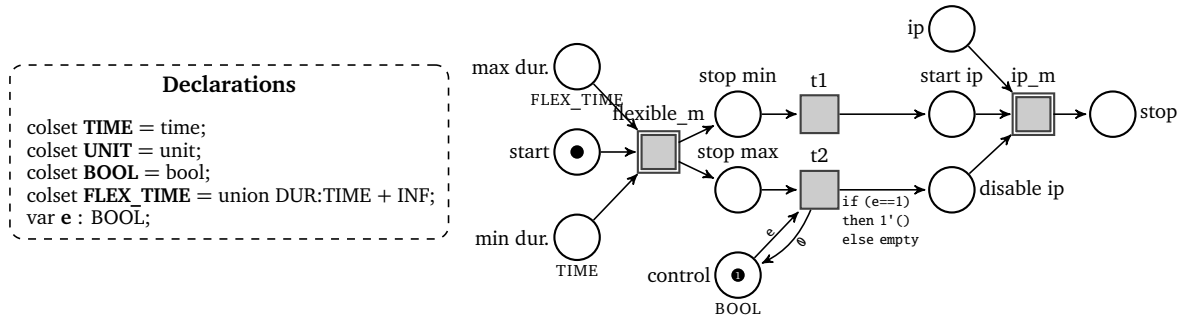 Declarations
colset TIME = time;
colset UNIT = unit;
colset BOOL = bool;
colset FLEX_TIME = union DUR:TIME + INF;
var e : BOOL;
max dur.
FLEX_TIME
flexible_m
start
min dur.
TIME
stop min
t1
stop max
t2
if (e==1)
then 1'()
else empty
e
0
control
1
BOOL
ip
start ip
ip_m
stop
disable ip